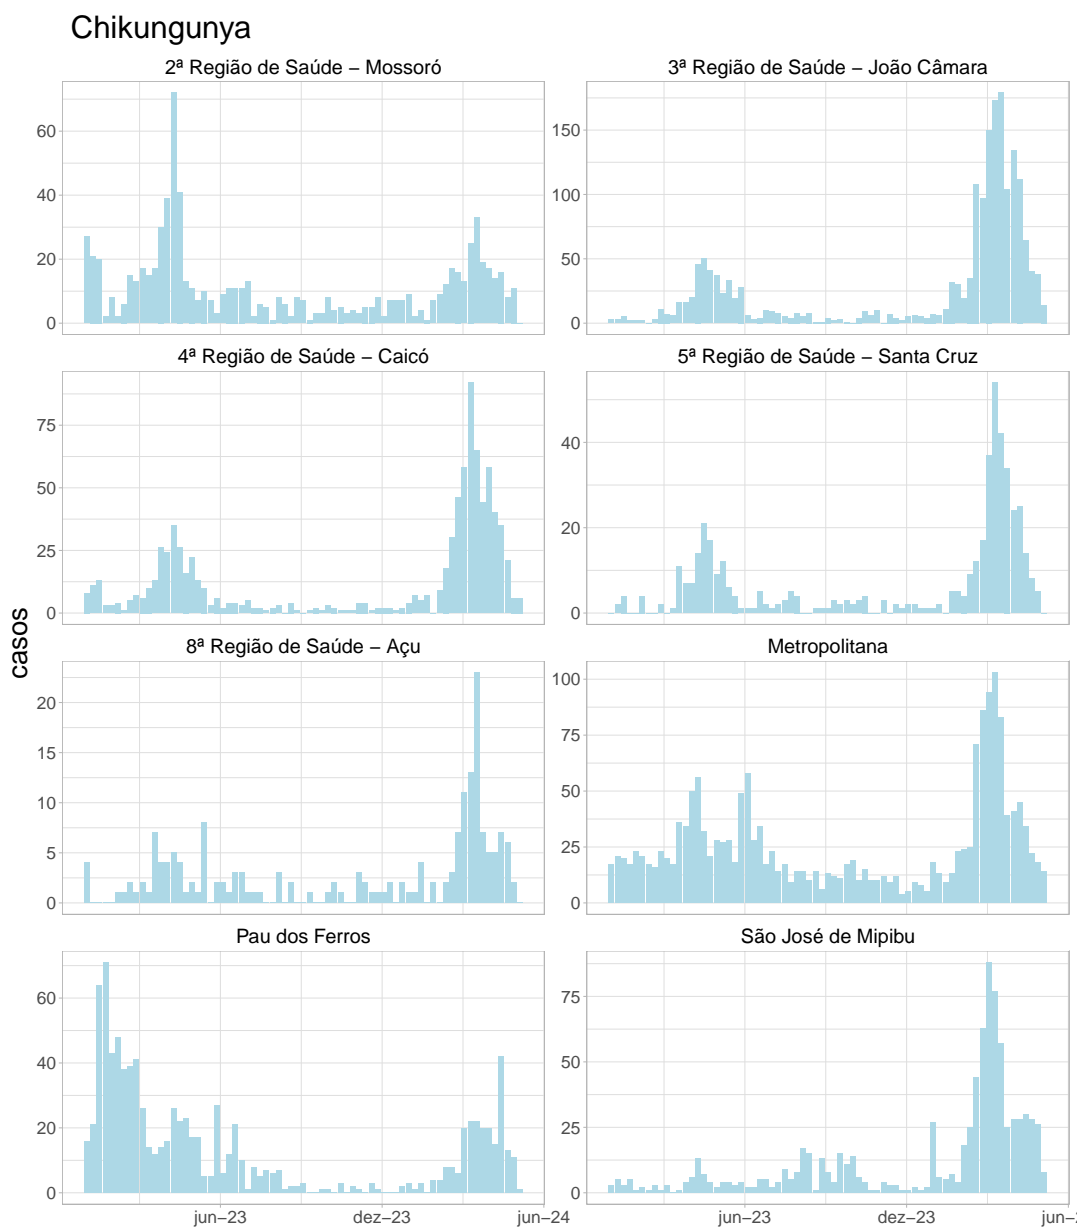 Chikungunya
2ª Região de Saúde – Mossoró
3ª Região de Saúde – João Câmara
60
40
20
0
150
100
50
0
4ª Região de Saúde – Caicó
5ª Região de Saúde – Santa Cruz
75
50
25
0
40
20
0
casos
8ª Região de Saúde – Açu
Metropolitana
20
15
10
5
0
100
75
50
25
0
Pau dos Ferros
São José de Mipibu
60
40
20
0
75
50
25
0
jun–23
dez–23
jun–24
jun–23
dez–23
jun–